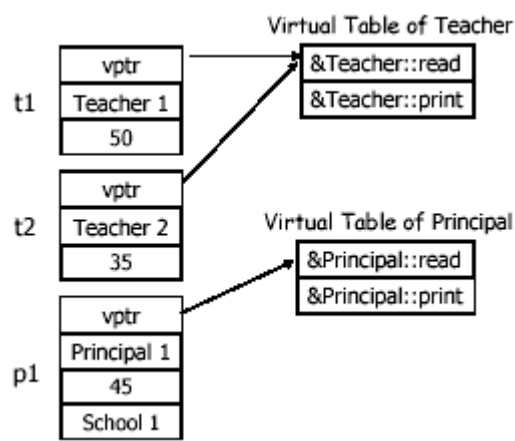 Virtual Table of Teacher
vptr
&Teacher::read
t1
Teacher 1
&Teacher::print
50
vptr
t2
Teacher 2
35
Virtual Table of Principal
&Principal::read
&Principal::print
vptr
Principal 1
p1
45
School 1